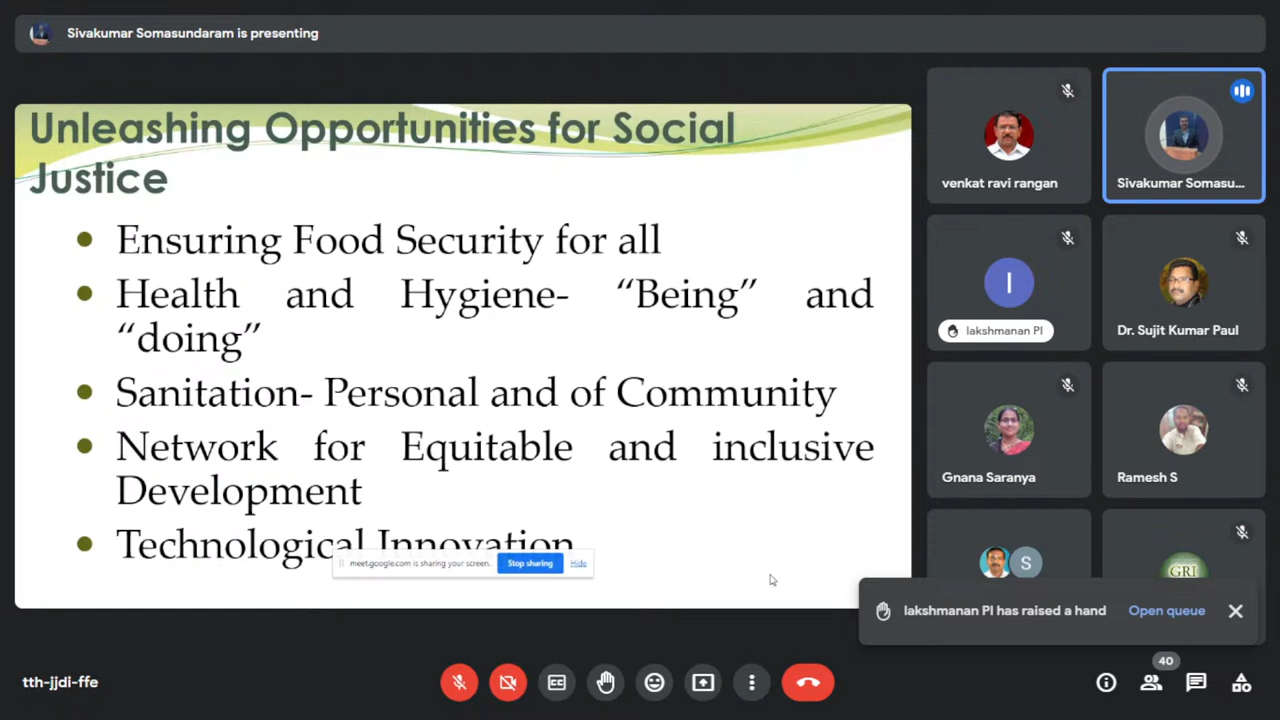 Sivakumar Somasundaram is presenting
Unleashing Opportunities for Social
Justice
Ensuring Food Security for all
Health and Hygiene- “Being” and
“doing”
Sanitation- Personal and of Community
Network for Equitable and inclusive
Development
Technological Innovation
meet.google.com is sharing your screen.
Stop sharing
Hide
venkat ravi rangan
Sivakumar Somasu...
l
lakshmanan Pl
Dr. Sujit Kumar Paul
Gnana Saranya
Ramesh S
S
GRI
lakshmanan Pl has raised a hand
Open queue
tth-jjdi-ffe
40